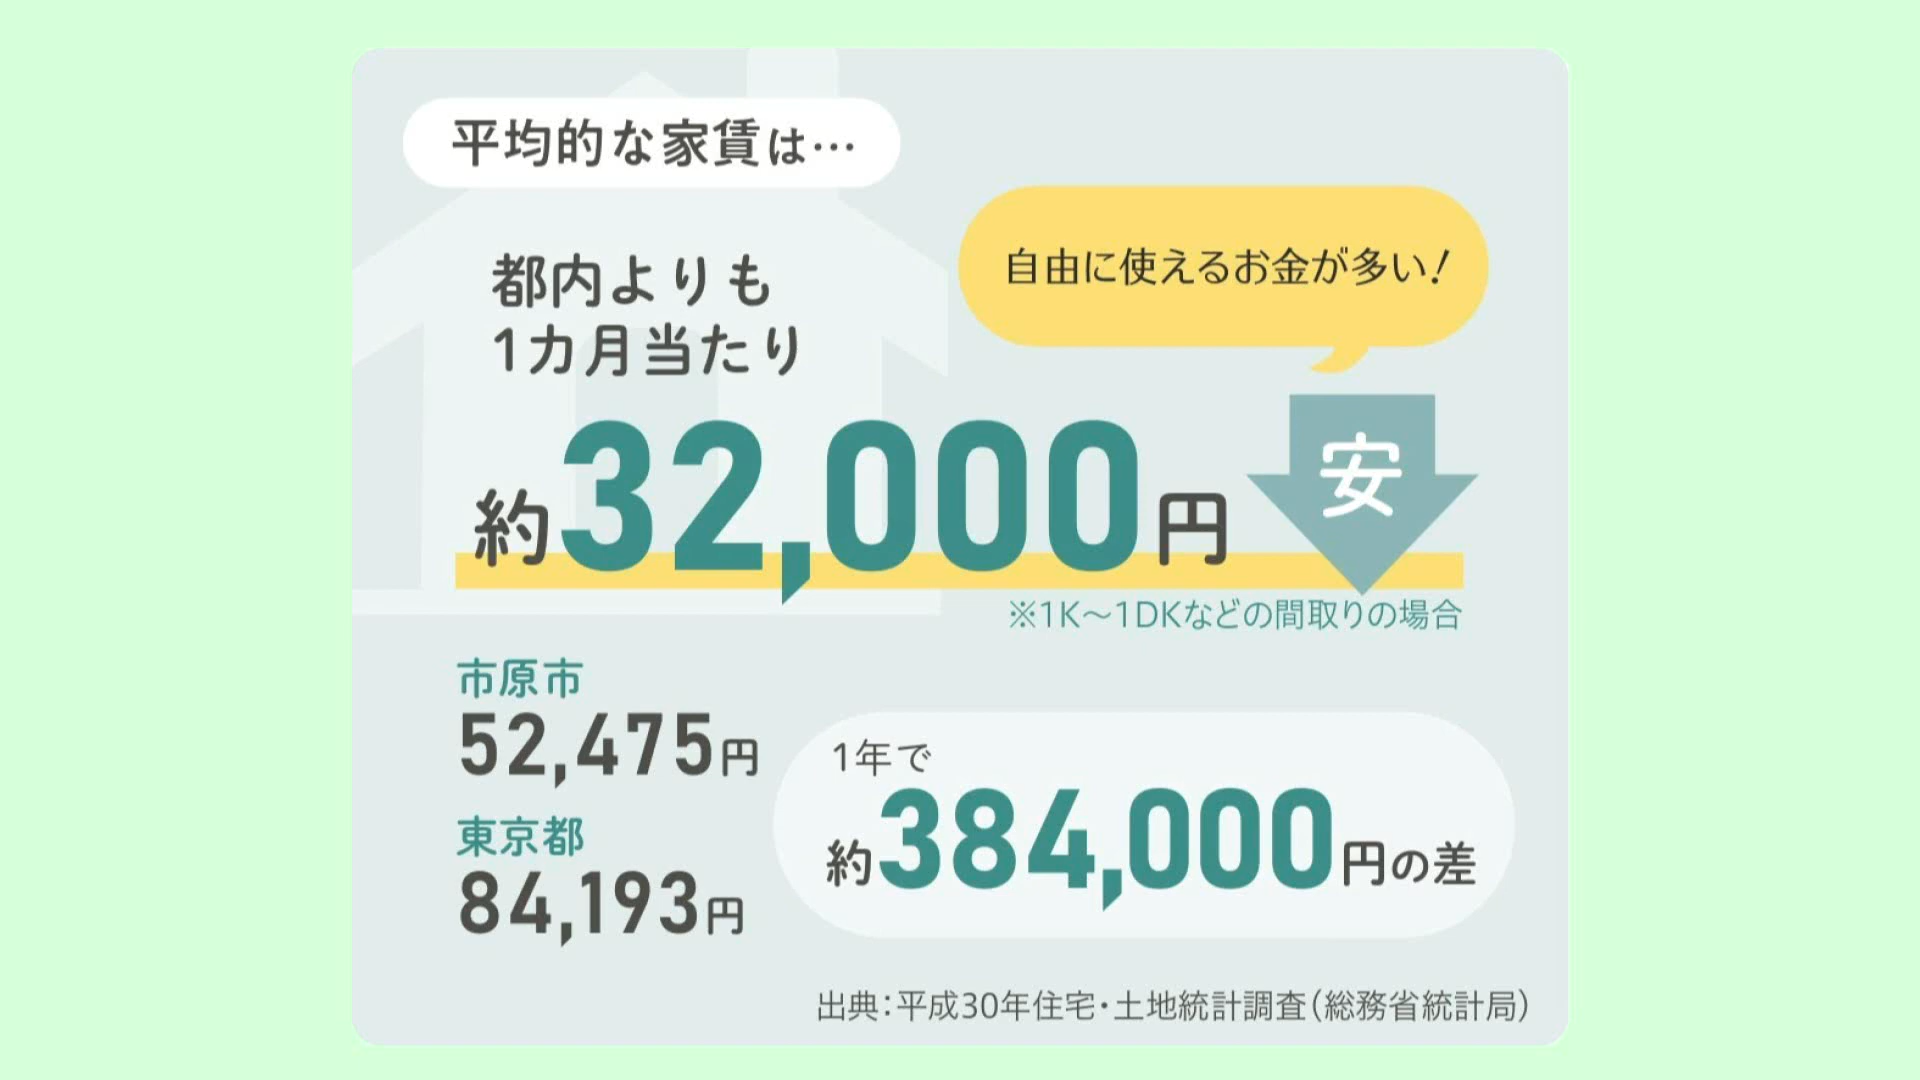 平均的な家賃は…
自由に使えるお金が多い!
都内よりも
1カ月当たり
約32,000円
安
※1K～1DKなどの間取りの場合
市原市
52,475円
東京都
84,193円
1年で
約384,000円の差
出典：平成30年住宅・土地統計調査（総務省統計局）